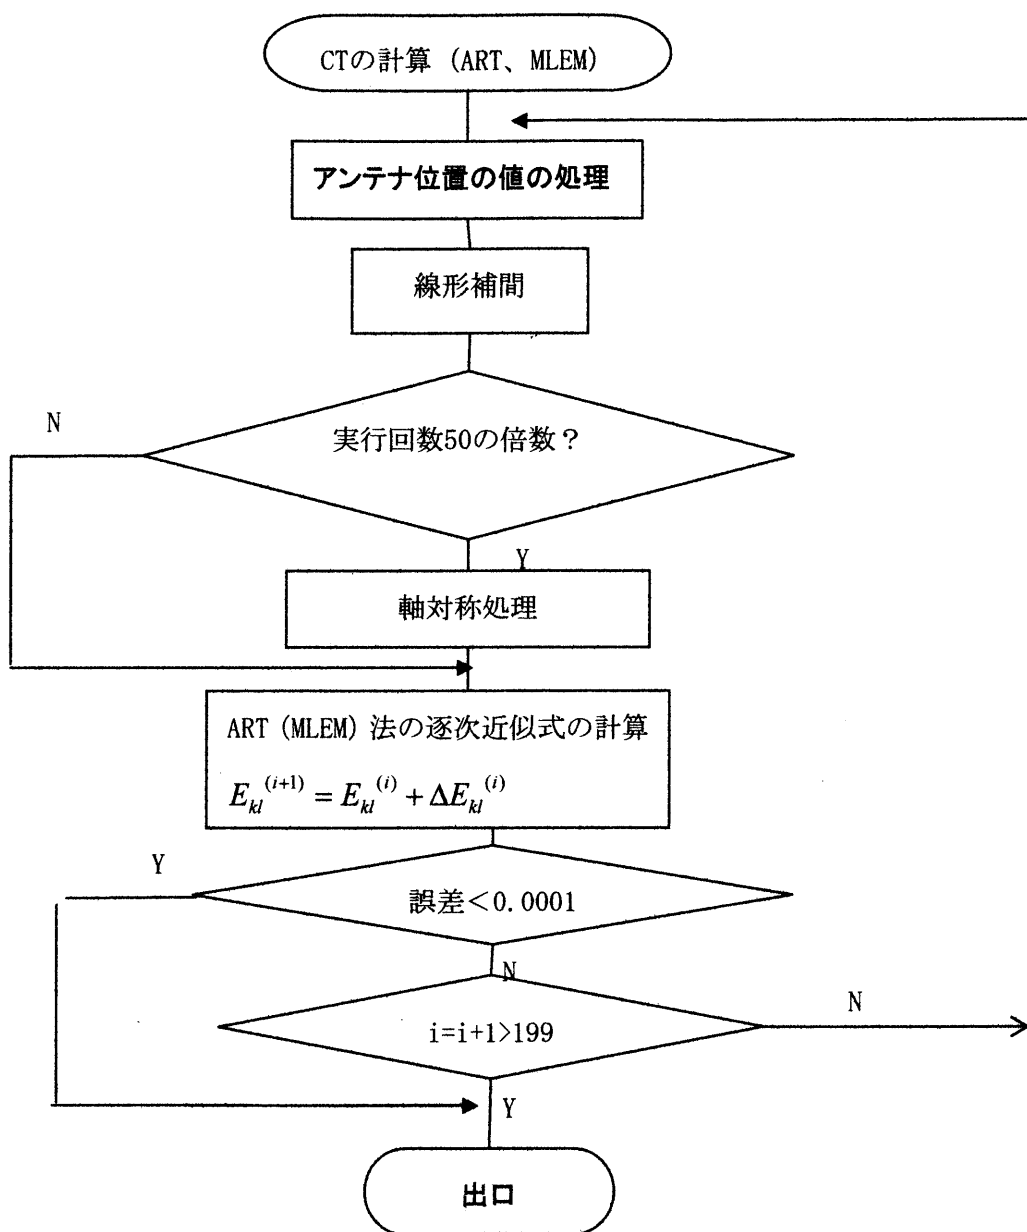 CTの計算 (ART、MLEM)
アンテナ位置の値の処理
線形補間
N
実行回数50の倍数?
Y
軸対称処理
ART (MLEM) 法の逐次近似式の計算
E_{kl}^{(i+1)} = E_{kl}^{(i)} + ΔE_{kl}^{(i)}
Y
誤差<0.0001
N
N
i=i+1>199
Y
出口